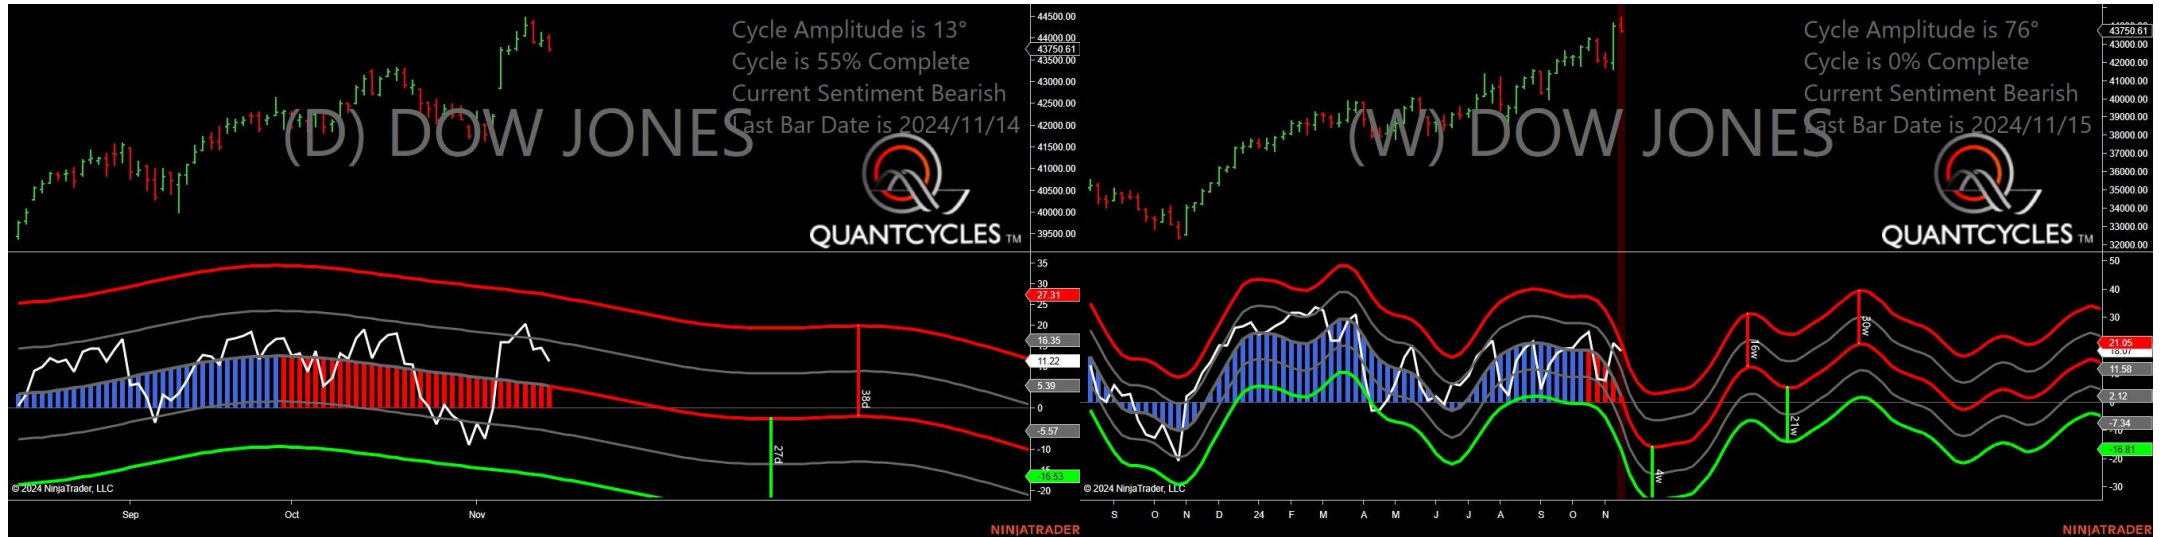 Cycle Amplitude is 13°
Cycle is 55% Complete
Current Sentiment Bearish
Last Bar Date is 2024/11/14
(D) DOW JONES
QUANTCYCLES TM
44500.00
44000.00
43750.61
43500.00
43000.00
42500.00
42000.00
41500.00
41000.00
40500.00
40000.00
39500.00
35
30
27.31
25
20
16.35
11.22
5.39
0
-5.57
-10
-16.53
-20
38d
27d
© 2024 NinjaTrader, LLC
Sep Oct Nov
NINJATRADER
Cycle Amplitude is 76°
Cycle is 0% Complete
Current Sentiment Bearish
Last Bar Date is 2024/11/15
(W) DOW JONES
QUANTCYCLES TM
43750.61
43000.00
42000.00
41000.00
40000.00
39000.00
38000.00
37000.00
36000.00
35000.00
34000.00
33000.00
32000.00
50
40
30
21.05
18.07
11.58
2.12
-7.34
-16.81
-20
-30
16w
30w
21w
4w
© 2024 NinjaTrader, LLC
S O N D 24 F M A M J J A S O N
NINJATRADER